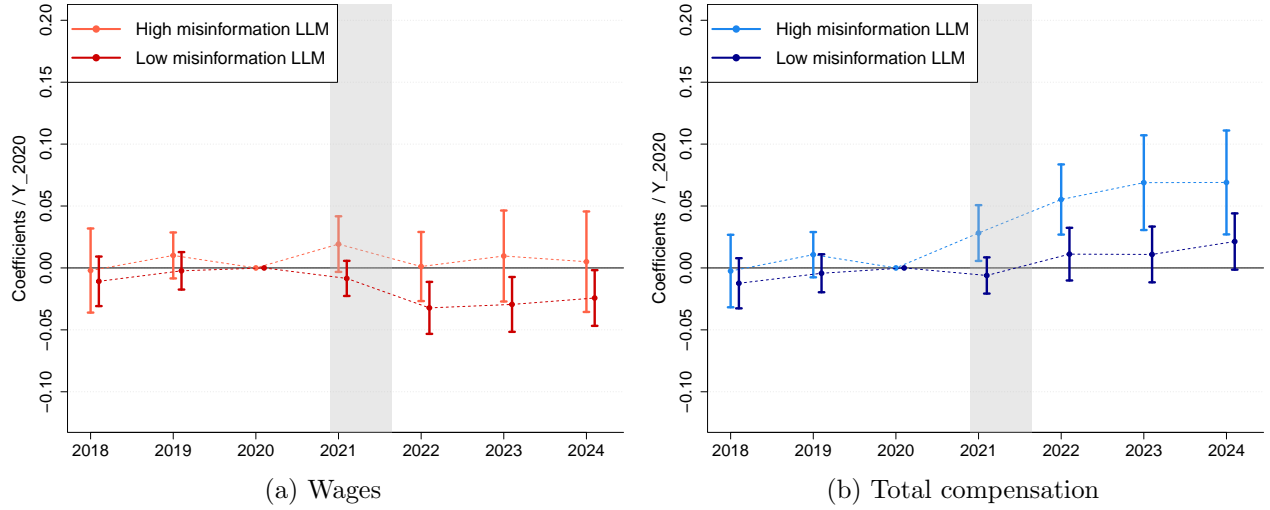 High misinformation LLM
Low misinformation LLM
Coefficients / Y_2020
0.20
0.15
0.10
0.05
0.00
−0.05
−0.10
2018 2019 2020 2021 2022 2023 2024
(a) Wages
High misinformation LLM
Low misinformation LLM
Coefficients / Y_2020
0.20
0.15
0.10
0.05
0.00
−0.05
−0.10
2018 2019 2020 2021 2022 2023 2024
(b) Total compensation